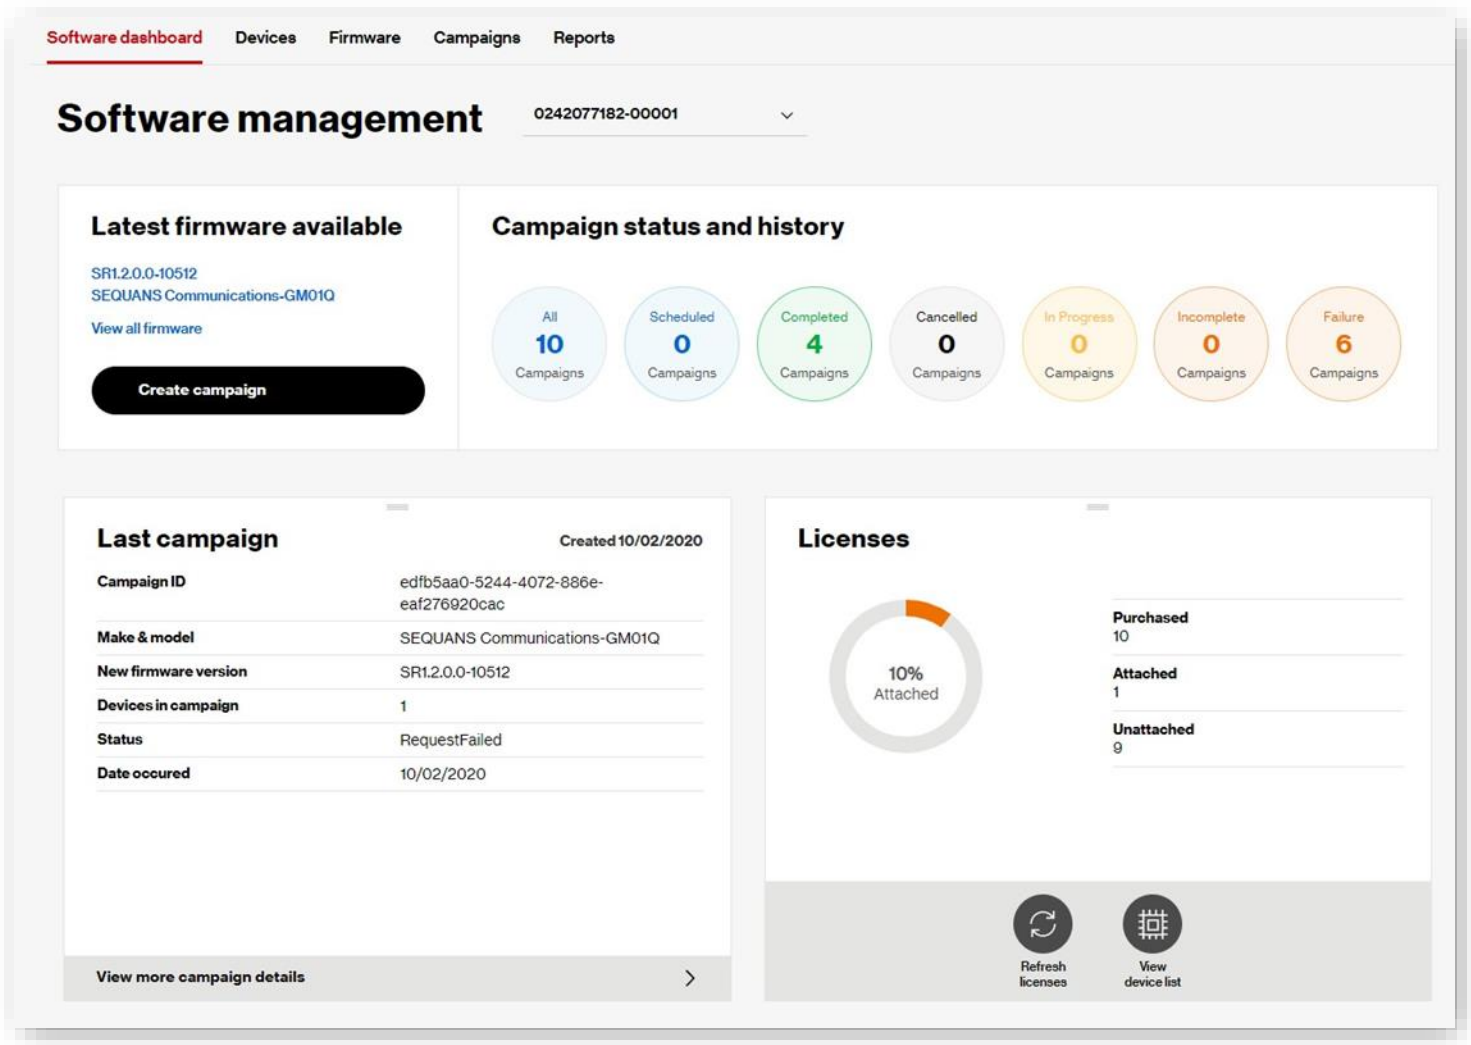 Software dashboard Devices Firmware Campaigns Reports
Software management 0242077182-00001
Latest firmware available
SR1.2.0.0-10512
SEQUANS Communications-GM01Q
View all firmware
Create campaign
Campaign status and history
All
10
Campaigns
Scheduled
0
Campaigns
Completed
4
Campaigns
Cancelled
0
Campaigns
In Progress
0
Campaigns
Incomplete
0
Campaigns
Failure
6
Campaigns
Last campaign Created 10/02/2020
Campaign ID edfb5aa0-5244-4072-886e-
eaf276920cac
Make & model SEQUANS Communications-GM01Q
New firmware version SR1.2.0.0-10512
Devices in campaign 1
Status RequestFailed
Date occured 10/02/2020
View more campaign details
Licenses
10%
Attached
Purchased
10
Attached
1
Unattached
9
Refresh
licenses
View
device list